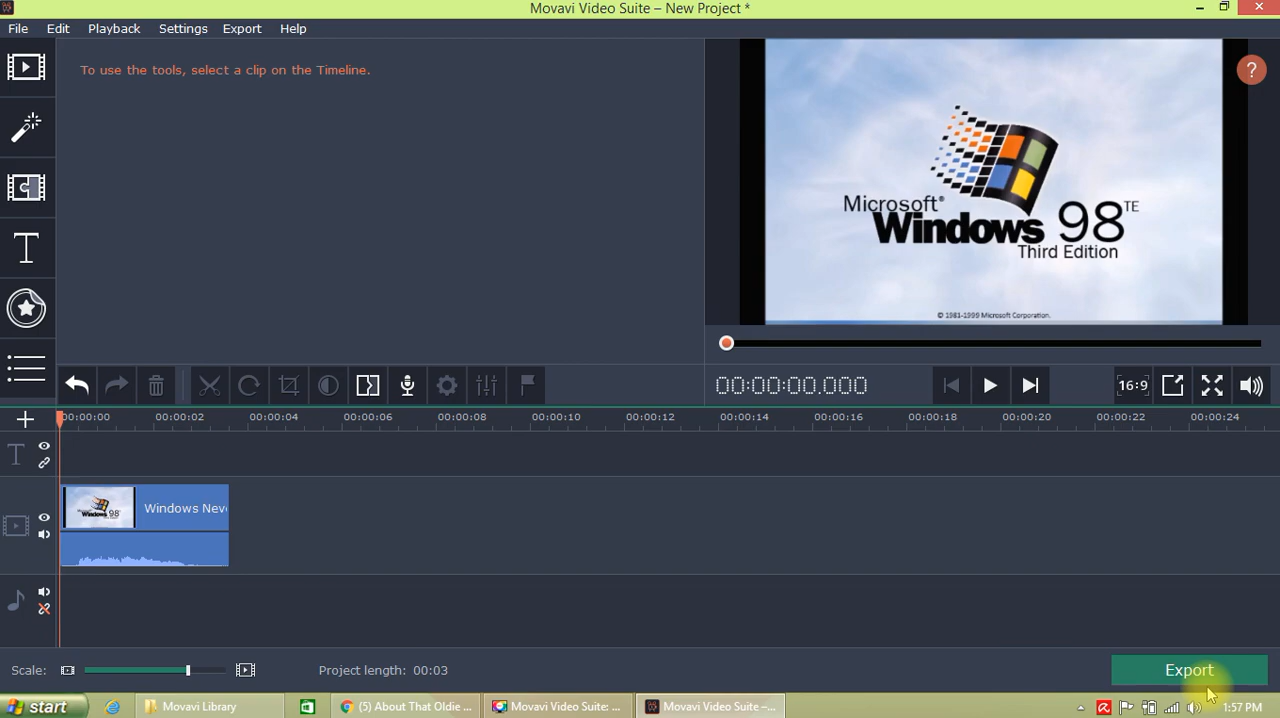 Movavi Video Suite – New Project *
File Edit Playback Settings Export Help
To use the tools, select a clip on the Timeline.
?
Microsoft®
Windows 98 TE
Third Edition
© 1981-1999 Microsoft Corporation.
00:00:00.000
16:9
00:00:00 00:00:02 00:00:04 00:00:06 00:00:08 00:00:10 00:00:12 00:00:14 00:00:16 00:00:18 00:00:20 00:00:22 00:00:24
T
Windows Nev
Scale:
Project length: 00:03
Export
start
Movavi Library
(5) About That Oldie ...
Movavi Video Suite: ...
Movavi Video Suite –...
1:57 PM